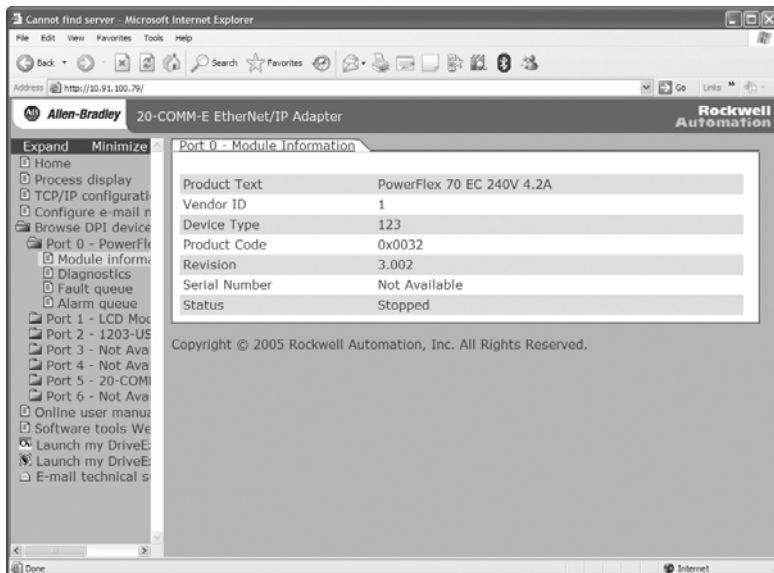 Cannot find server - Microsoft Internet Explorer
File Edit View Favorites Tools Help
Back Search Favorites
Address http://10.91.100.79/ Go Links
AB Allen-Bradley 20-COMM-E EtherNet/IP Adapter Rockwell Automation
Expand Minimize
Home
Process display
TCP/IP configurati
Configure e-mail n
Browse DPI device
Port 0 - PowerFle
Module informa
Diagnostics
Fault queue
Alarm queue
Port 1 - LCD Mod
Port 2 - 1203-US
Port 3 - Not Ava
Port 4 - Not Ava
Port 5 - 20-COMM
Port 6 - Not Ava
Online user manua
Software tools We
Launch my DriveE
Launch my DriveE
E-mail technical s
Port 0 - Module Information
Product Text PowerFlex 70 EC 240V 4.2A
Vendor ID 1
Device Type 123
Product Code 0x0032
Revision 3.002
Serial Number Not Available
Status Stopped
Copyright © 2005 Rockwell Automation, Inc. All Rights Reserved.
Done Internet